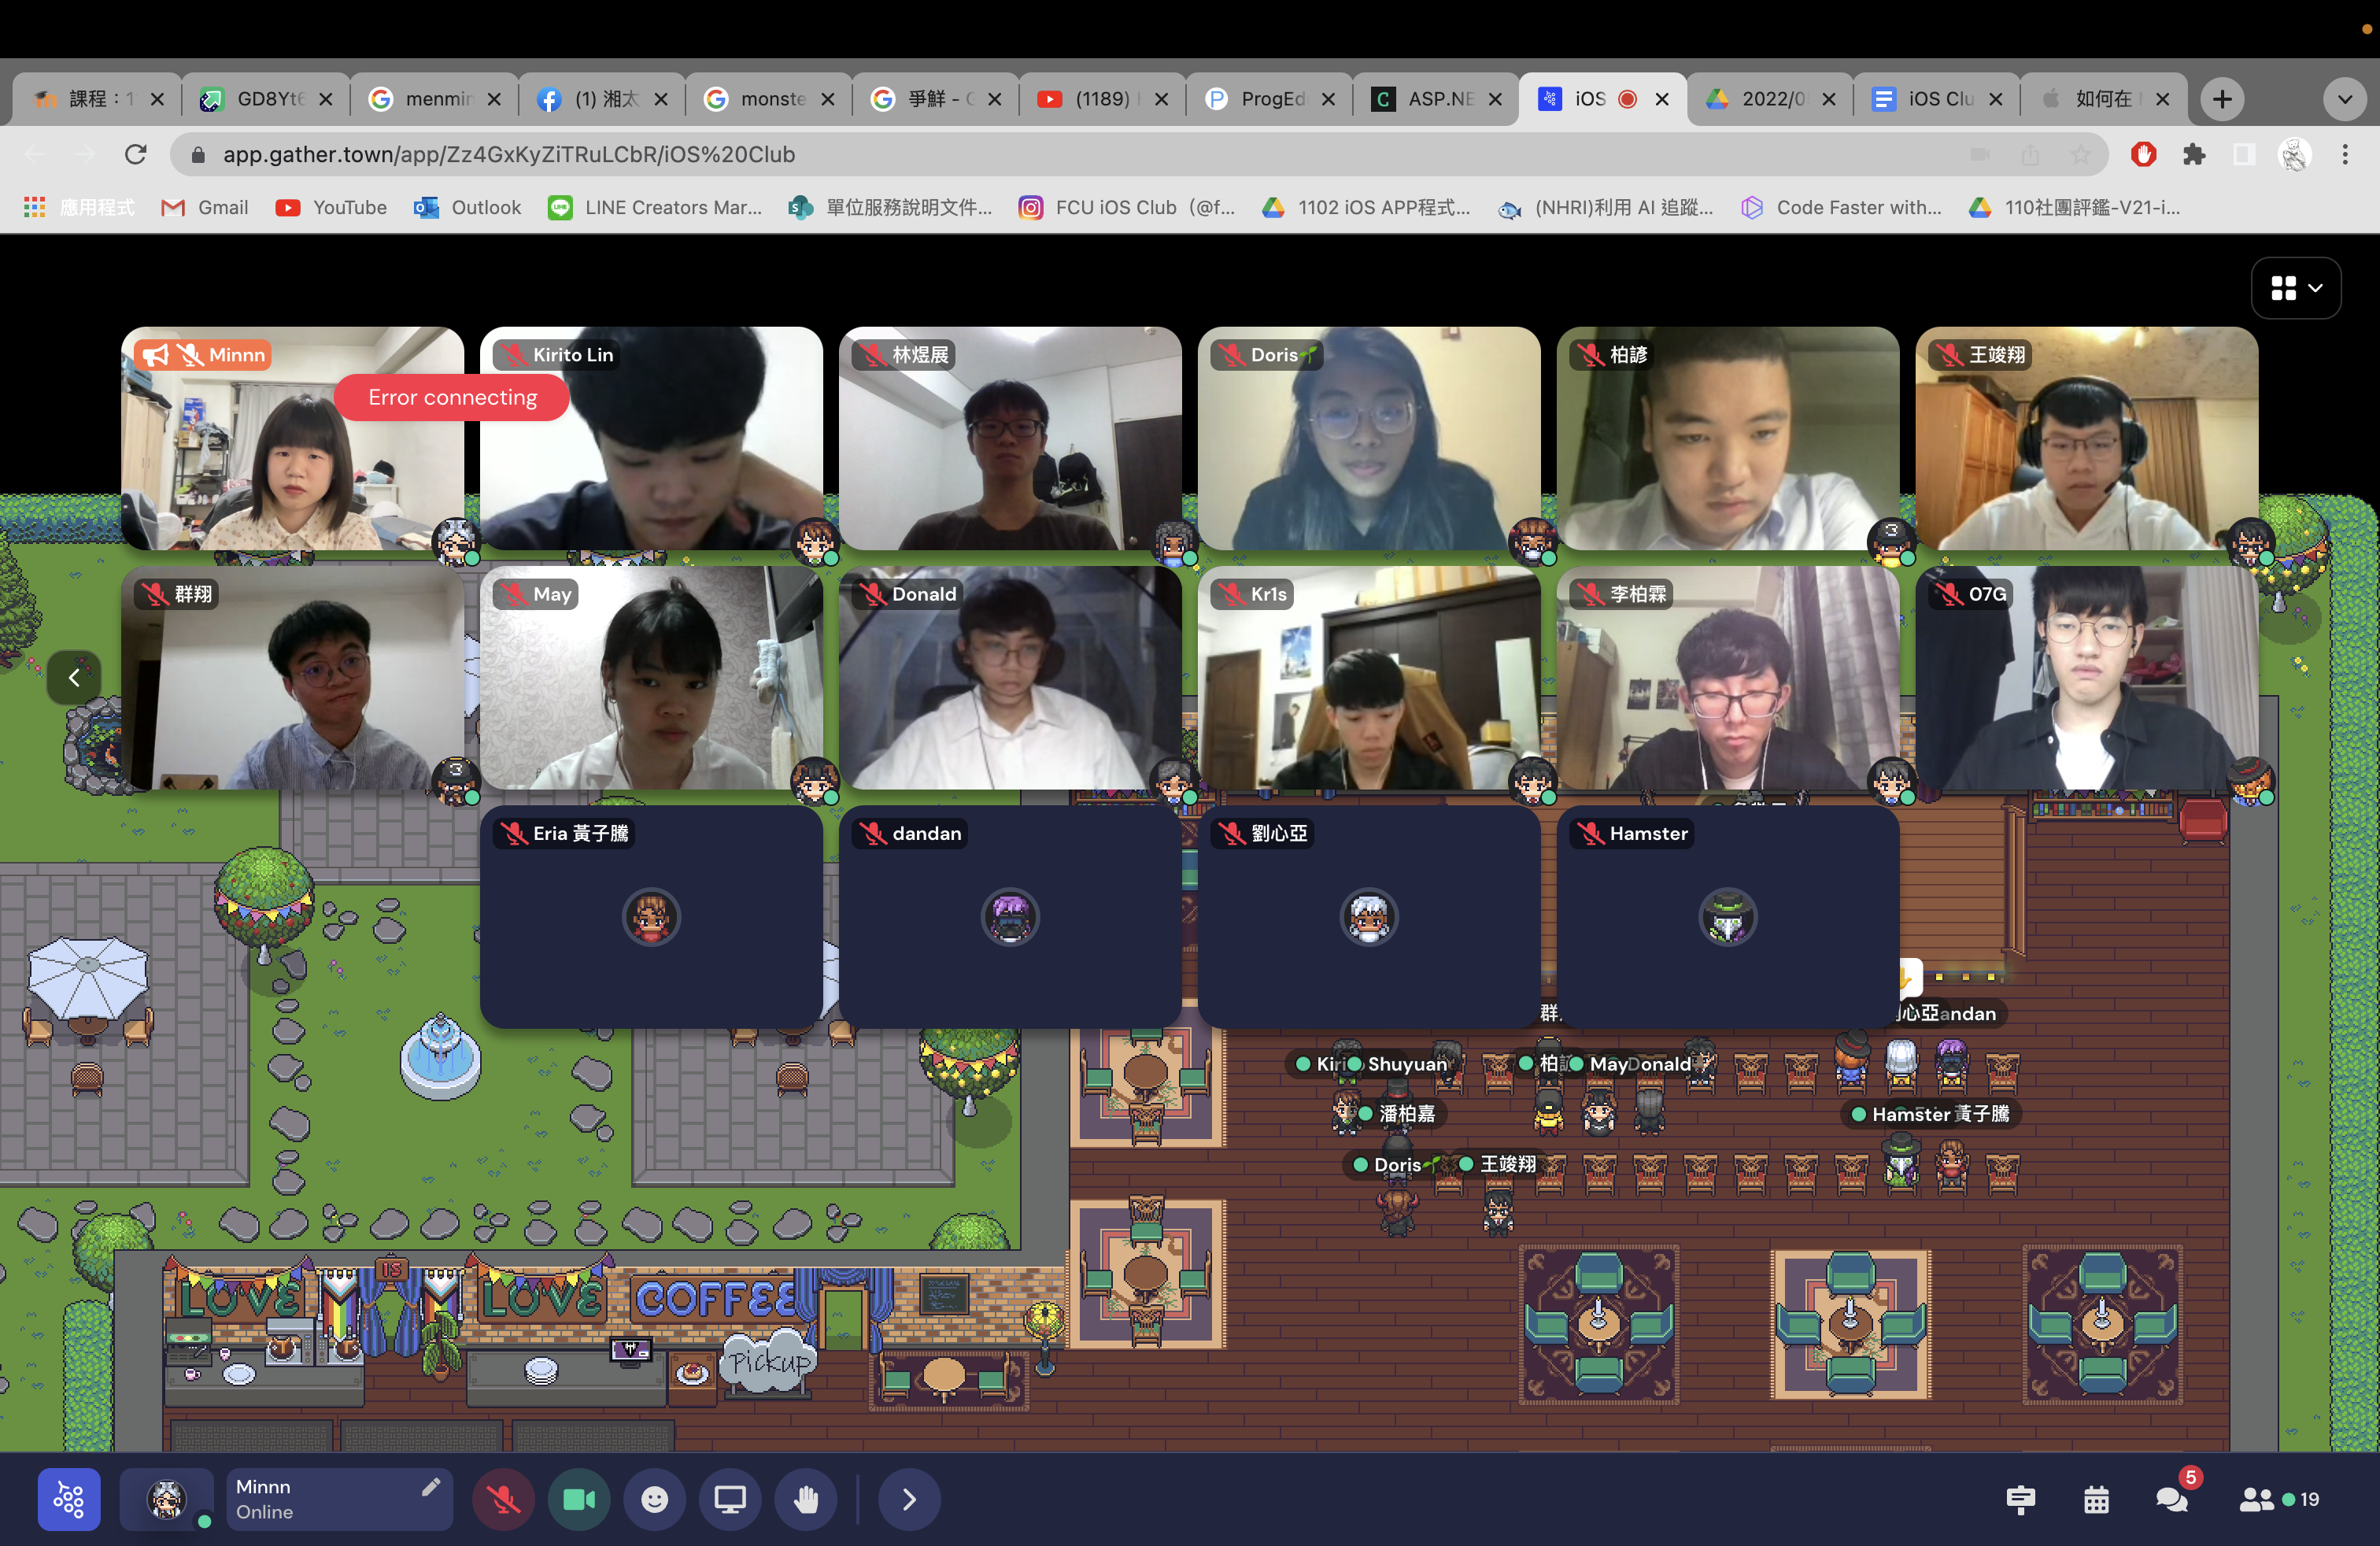 課程：1
GD8Yt6
menmin
(1) 湘太
monste
爭鮮 - G
(1189)
ProgEd
ASP.NE
iOS
2022/0
iOS Clu
如何在
app.gather.town/app/Zz4GxKyZiTRuLCbR/iOS%20Club
應用程式
Gmail
YouTube
Outlook
LINE Creators Mar...
單位服務說明文件...
FCU iOS Club（@f...
1102 iOS APP程式...
(NHRI)利用 AI 追蹤...
Code Faster with...
110社團評鑑-V21-i...
Minnn
Kirito Lin
林煜展
Doris
柏諺
王竣翔
Error connecting
群翔
May
Donald
Kr1s
李柏霖
07G
Eria 黃子騰
dandan
劉心亞
Hamster
群
心亞andan
Kiri
Shuyuan
柏諺
MayDonald
潘柏嘉
Hamster 黃子騰
Doris
王竣翔
IS
LOVE
LOVE
COFFEE
Pickup
Minnn
Online
5
19